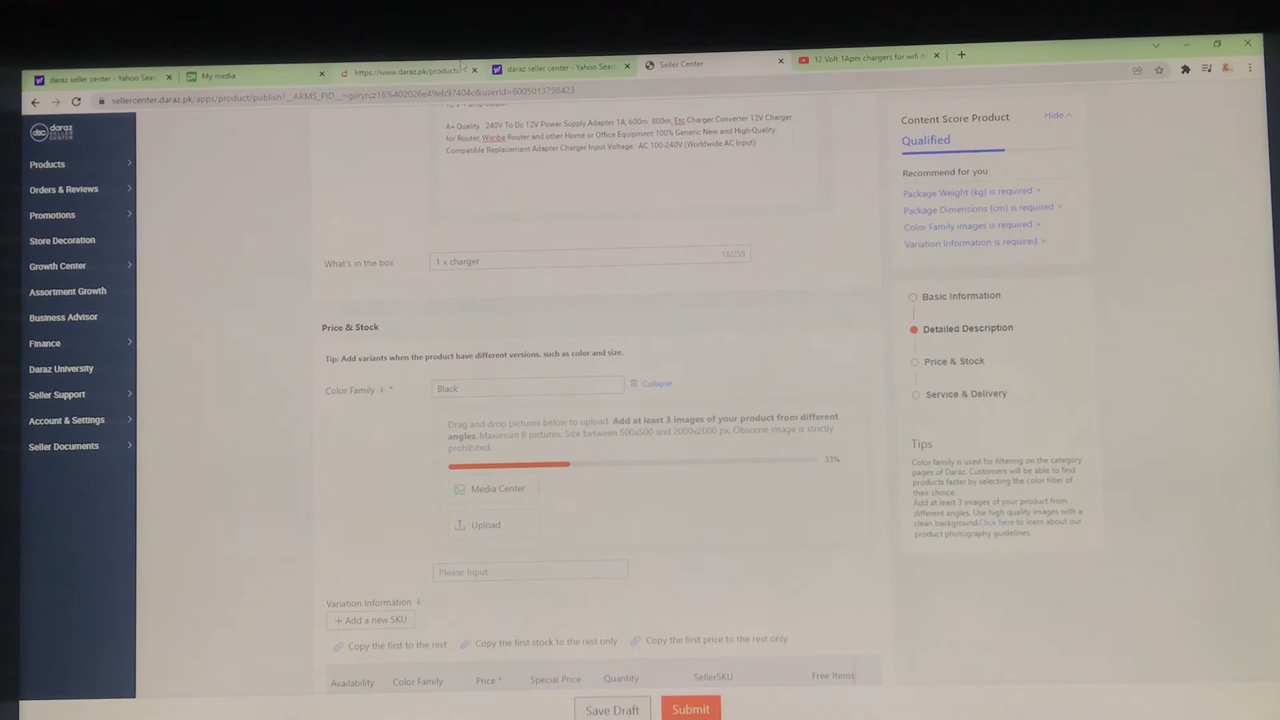 daraz seller center - Yahoo Sea
My media
https://www.daraz.pk/products
daraz seller center - Yahoo Sea
Seller Center
12 Volt 1Apm chargers for wifi
daraz
SELLER CENTER
Products
Orders & Reviews
Promotions
Store Decoration
Growth Center
Assortment Growth
Business Advisor
Finance
Daraz University
Seller Support
Account & Settings
Seller Documents
A+ Quality 240V To Dc 12V Power Supply Adapter 1A, 600m. 800m, Etc Charger Converter 12V Charger
for Router, Witribe Router and other Home or Office Equipment 100% Generic New and High-Quality
Compatible Replacement Adapter Charger Input Voltage AC 100-240V (Worldwide AC Input)
What's in the box
1 x charger
13/255
Price & Stock
Tip: Add variants when the product have different versions, such as color and size.
Color Family *
Black
Collapse
Drag and drop pictures below to upload. Add at least 3 images of your product from different
angles. Maximum 8 pictures. Size between 500x500 and 2000x2000 px. Obscene image is strictly
prohibited.
33%
Media Center
Upload
Please Input
Variation Information
+ Add a new SKU
Copy the first to the rest
Copy the first stock to the rest only
Copy the first price to the rest only
Availability
Color Family
Price *
Special Price
Quantity
SellerSKU
Free Items
Save Draft
Submit
Content Score Product
Hide
Qualified
Recommend for you
Package Weight (kg) is required >
Package Dimensions (cm) is required >
Color Family images is required >
Variation Information is required >
Basic Information
Detailed Description
Price & Stock
Service & Delivery
Tips
Color family is used for filtering on the category
pages of Daraz. Customers will be able to find
products faster by selecting the color filter of
their choice.
Add at least 3 images of your product from
different angles. Use high quality images with a
clean background.Click here to learn about our
product photography guidelines.